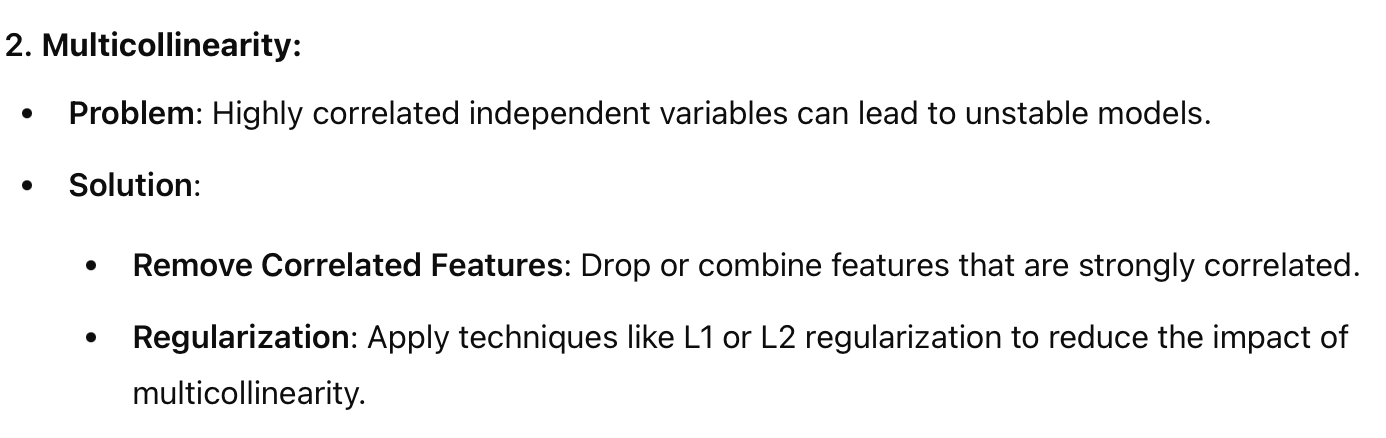 2. Multicollinearity:
• Problem: Highly correlated independent variables can lead to unstable models.
• Solution:
• Remove Correlated Features: Drop or combine features that are strongly correlated.
• Regularization: Apply techniques like L1 or L2 regularization to reduce the impact of
multicollinearity.